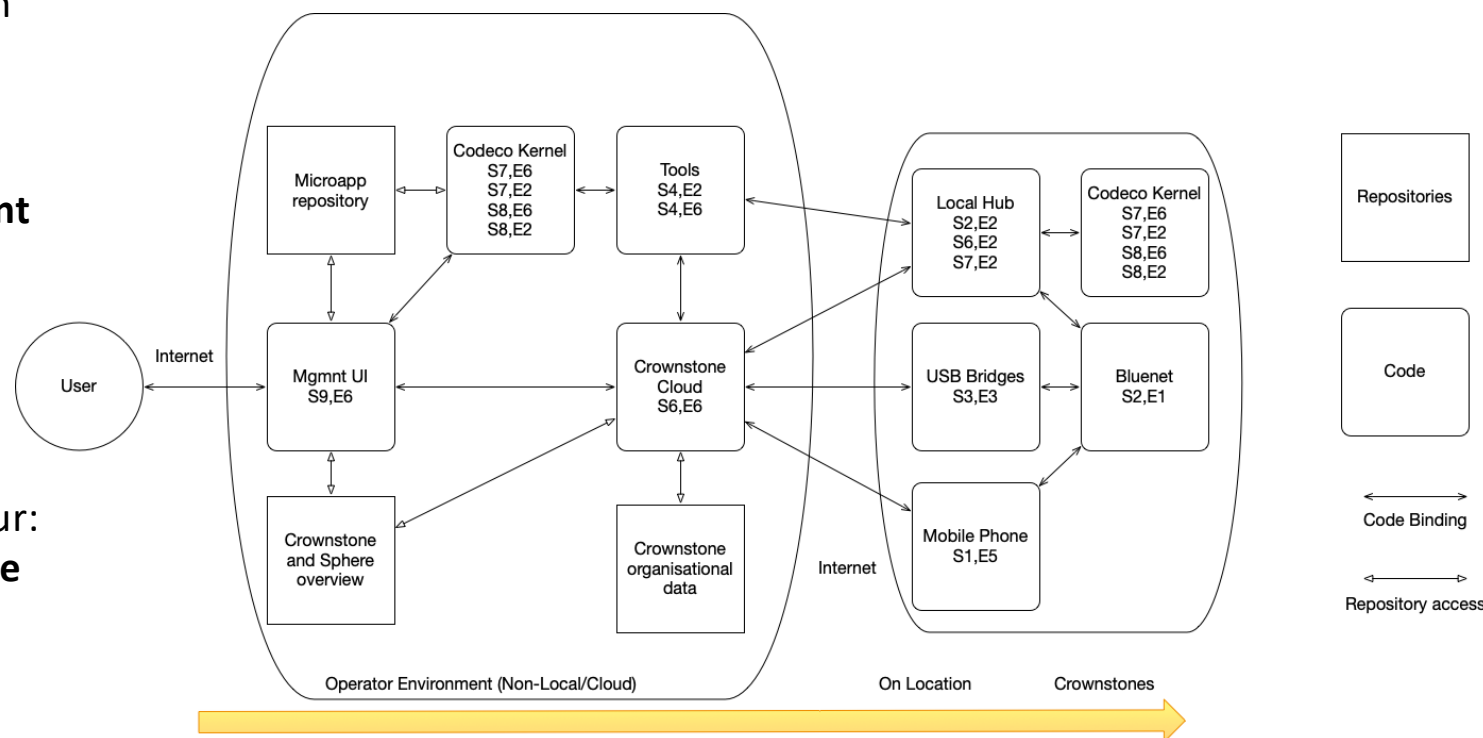 nt
ur:
e
Microapp
repository
Codeco Kernel
S7,E6
S7,E2
S8,E6
S8,E2
Tools
S4,E2
S4,E6
Local Hub
S2,E2
S6,E2
S7,E2
Codeco Kernel
S7,E6
S7,E2
S8,E6
S8,E2
Repositories
User
Internet
Mgmnt UI
S9,E6
Crownstone
Cloud
S6,E6
USB Bridges
S3,E3
Bluenet
S2,E1
Code
Crownstone
and Sphere
overview
Crownstone
organisational
data
Internet
Mobile Phone
S1,E5
Code Binding
Repository access
Operator Environment (Non-Local/Cloud)
On Location
Crownstones